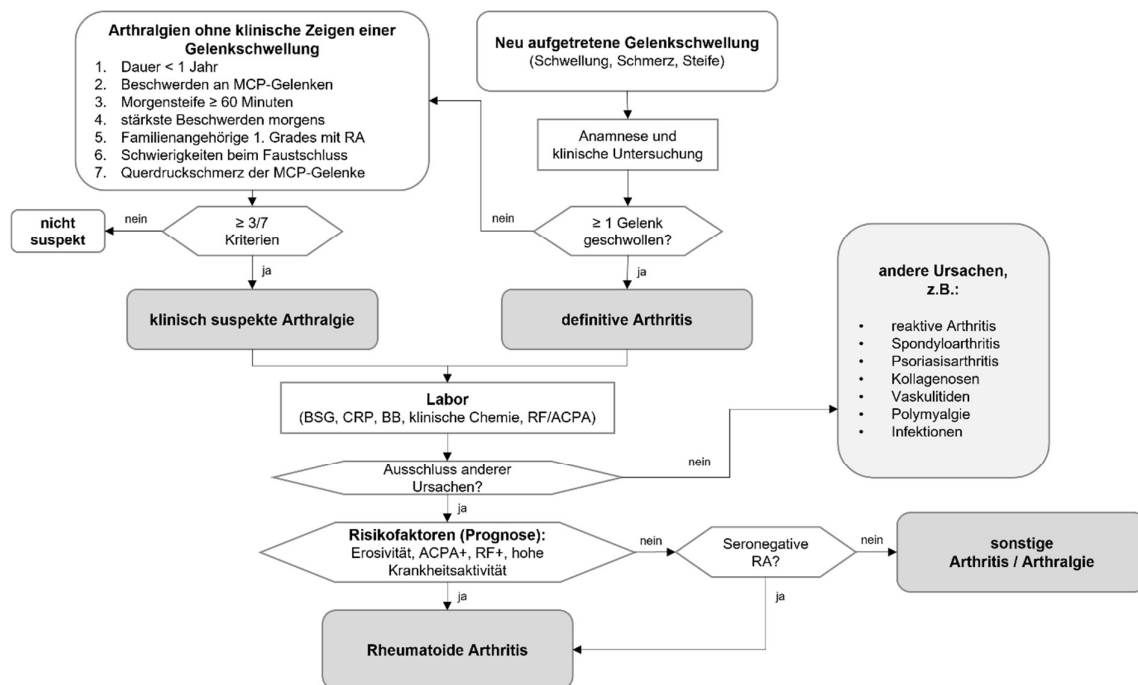 Arthralgien ohne klinische Zeigen einer
Gelenkschwellung
1. Dauer < 1 Jahr
2. Beschwerden an MCP-Gelenken
3. Morgensteife ≥ 60 Minuten
4. stärkste Beschwerden morgens
5. Familienangehörige 1. Grades mit RA
6. Schwierigkeiten beim Faustschluss
7. Querdruckschmerz der MCP-Gelenke
Neu aufgetretene Gelenkschwellung
(Schwellung, Schmerz, Steife)
Anamnese und
klinische Untersuchung
nicht
suspekt
nein
≥ 3/7
Kriterien
nein
≥ 1 Gelenk
geschwollen?
ja
ja
klinisch suspekte Arthralgie
definitive Arthritis
andere Ursachen,
z.B.:
• reaktive Arthritis
• Spondyloarthritis
• Psoriasisarthritis
• Kollagenosen
• Vaskulitiden
• Polymyalgie
• Infektionen
Labor
(BSG, CRP, BB, klinische Chemie, RF/ACPA)
Ausschluss anderer
Ursachen?
nein
ja
Risikofaktoren (Prognose):
Erosivität, ACPA+, RF+, hohe
Krankheitsaktivität
nein
Seronegative
RA?
nein
sonstige
Arthritis / Arthralgie
ja
ja
Rheumatoide Arthritis